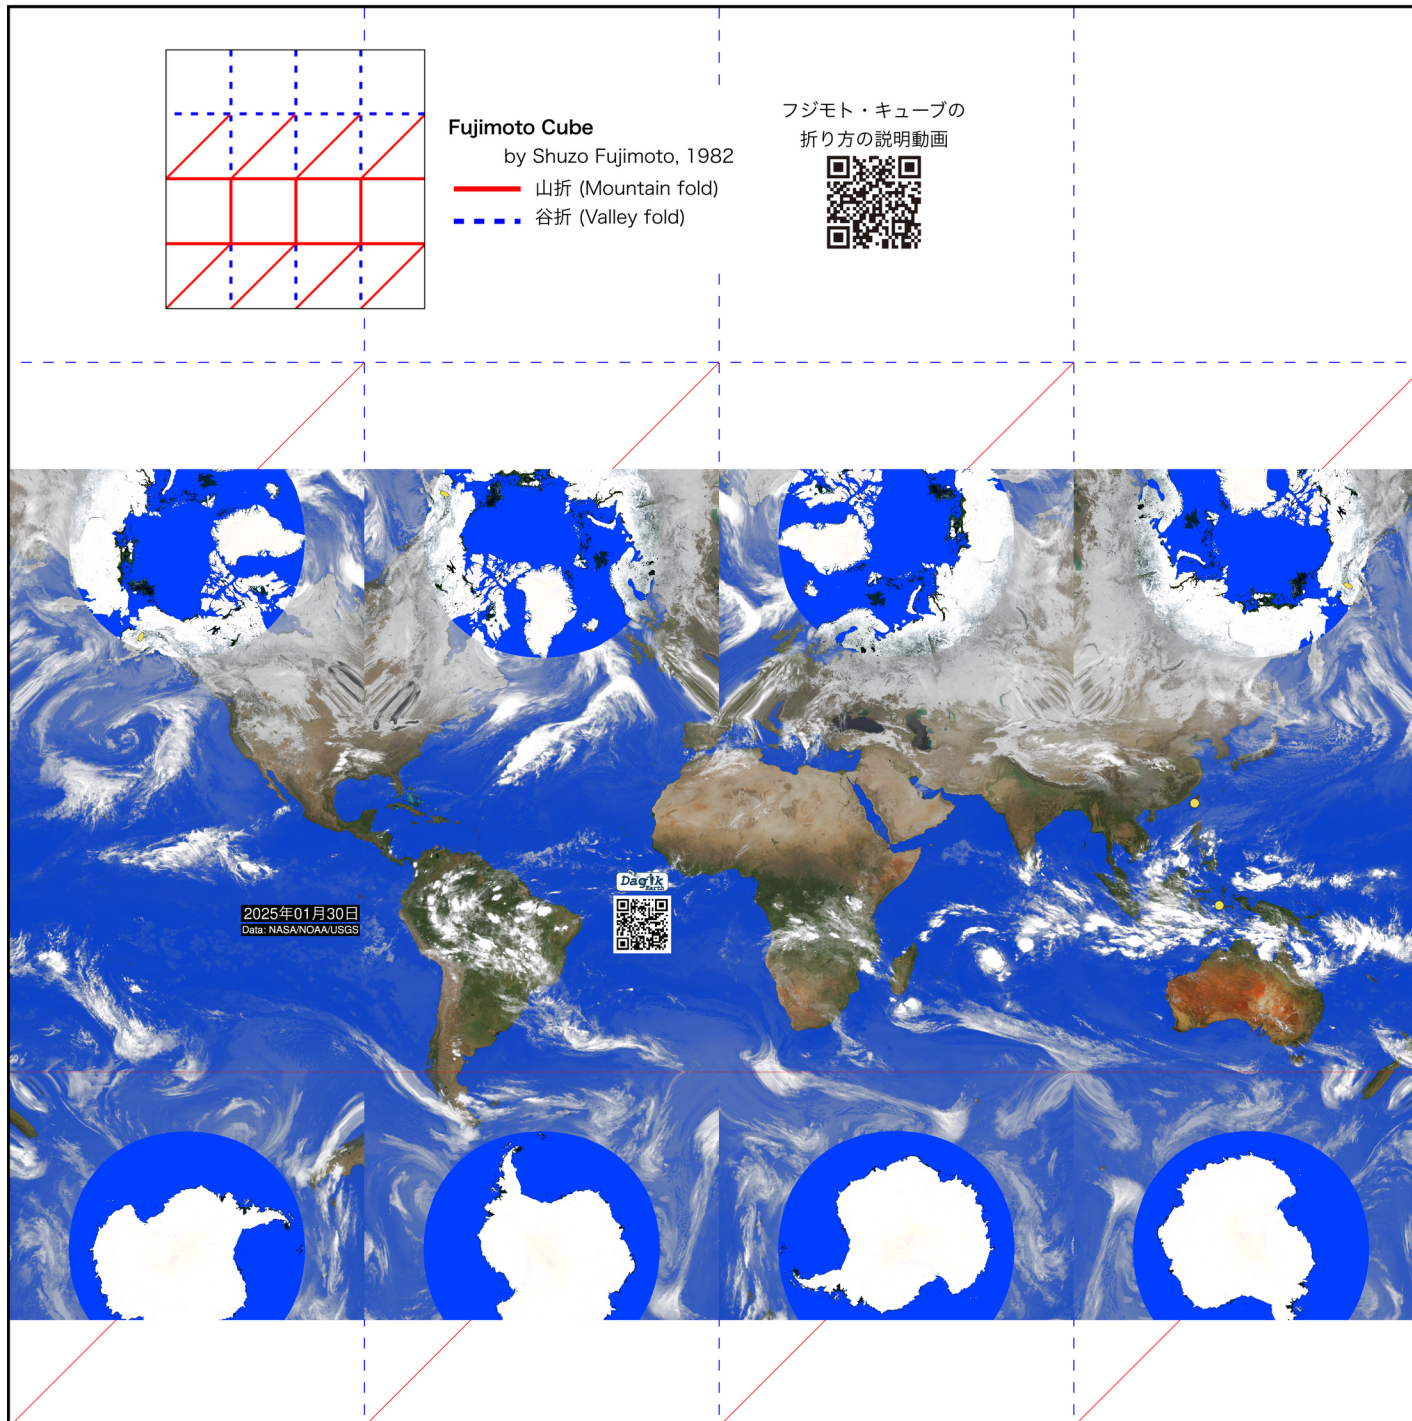 Fujimoto Cube
by Shuzo Fujimoto, 1982
山折 (Mountain fold)
谷折 (Valley fold)
フジモト・キューブの
折り方の説明動画
Dagik
Earth
2025年01月30日
Data: NASA/NOAA/USGS